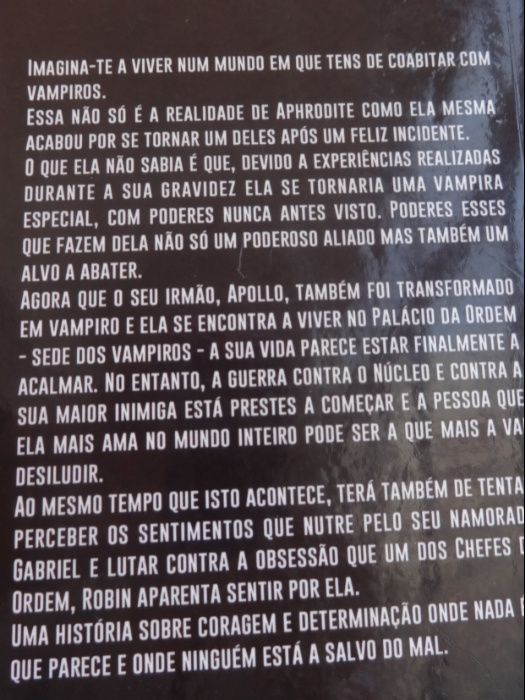 IMAGINA-TE A VIVER NUM MUNDO EM QUE TENS DE COABITAR COM
VAMPIROS.
ESSA NÃO SÓ É A REALIDADE DE APHRODITE COMO ELA MESMA
ACABOU POR SE TORNAR UM DELES APÓS UM FELIZ INCIDENTE.
O QUE ELA NÃO SABIA É QUE, DEVIDO A EXPERIÊNCIAS REALIZADAS
DURANTE A SUA GRAVIDEZ ELA SE TORNARIA UMA VAMPIRA
ESPECIAL, COM PODERES NUNCA ANTES VISTO. PODERES ESSES
QUE FAZEM DELA NÃO SÓ UM PODEROSO ALIADO MAS TAMBÉM UM
ALVO A ABATER.
AGORA QUE O SEU IRMÃO, APOLLO, TAMBÉM FOI TRANSFORMADO
EM VAMPIRO E ELA SE ENCONTRA A VIVER NO PALÁCIO DA ORDEM
- SEDE DOS VAMPIROS - A SUA VIDA PARECE ESTAR FINALMENTE A
ACALMAR. NO ENTANTO, A GUERRA CONTRA O NÚCLEO E CONTRA A
SUA MAIOR INIMIGA ESTÁ PRESTES A COMEÇAR E A PESSOA QUE
ELA MAIS AMA NO MUNDO INTEIRO PODE SER A QUE MAIS A VA
DESILUDIR.
AO MESMO TEMPO QUE ISTO ACONTECE, TERÁ TAMBÉM DE TENTA
PERCEBER OS SENTIMENTOS QUE NUTRE PELO SEU NAMORAD
GABRIEL E LUTAR CONTRA A OBSESSÃO QUE UM DOS CHEFES D
ORDEM, ROBIN APARENTA SENTIR POR ELA.
UMA HISTÓRIA SOBRE CORAGEM E DETERMINAÇÃO ONDE NADA É
QUE PARECE E ONDE NINGUÉM ESTÁ A SALVO DO MAL.